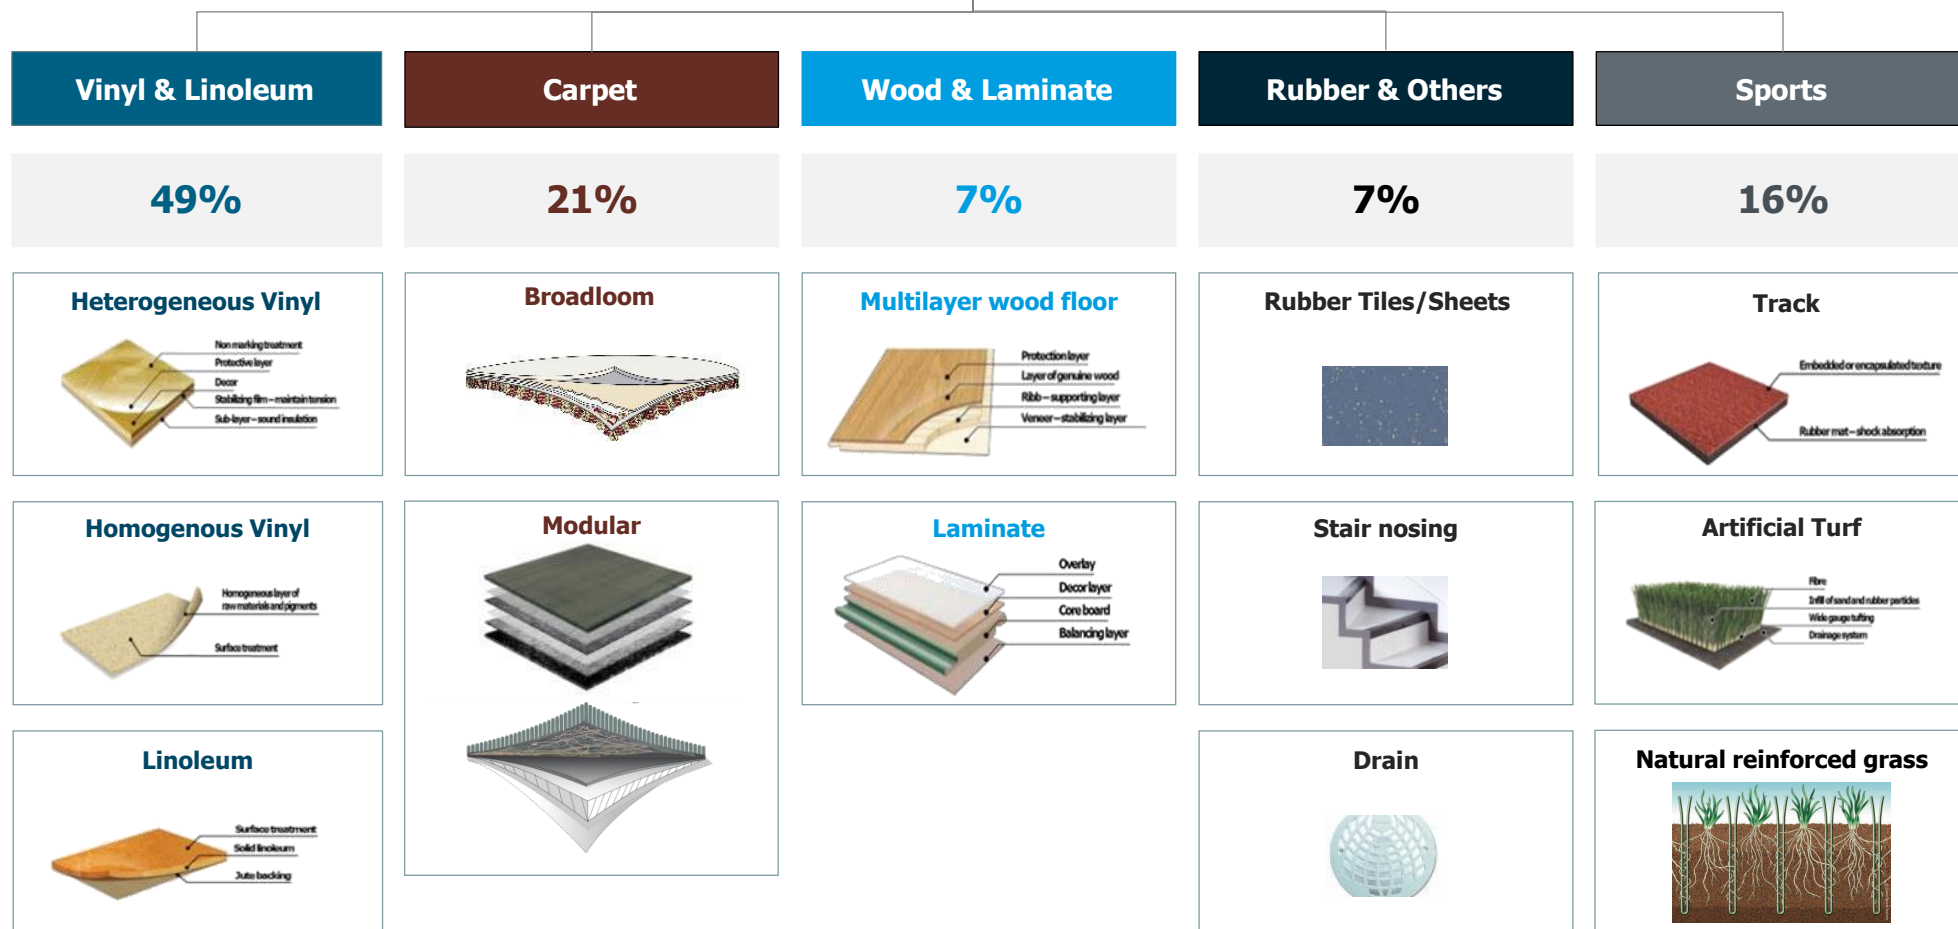 Vinyl & Linoleum
Carpet
Wood & Laminate
Rubber & Others
Sports
49%
21%
7%
7%
16%
Heterogeneous Vinyl
Non marking treatment
Protective layer
Decor
Stabilizing film – maintain tension
Sub-layer – sound insulation
Broadloom
Multilayer wood floor
Protection layer
Layer of genuine wood
Ribb – supporting layer
Veneer – stabilizing layer
Rubber Tiles/Sheets
Track
Embedded or encapsulated texture
Rubber mat – shock absorption
Homogenous Vinyl
Homogeneous layer of
raw materials and pigments
Surface treatment
Modular
Laminate
Overlay
Decor layer
Core board
Balancing layer
Stair nosing
Artificial Turf
Fibre
Infill of sand and rubber particles
Wide gauge tufting
Drainage system
Linoleum
Surface treatment
Solid linoleum
Jute backing
Drain
Natural reinforced grass